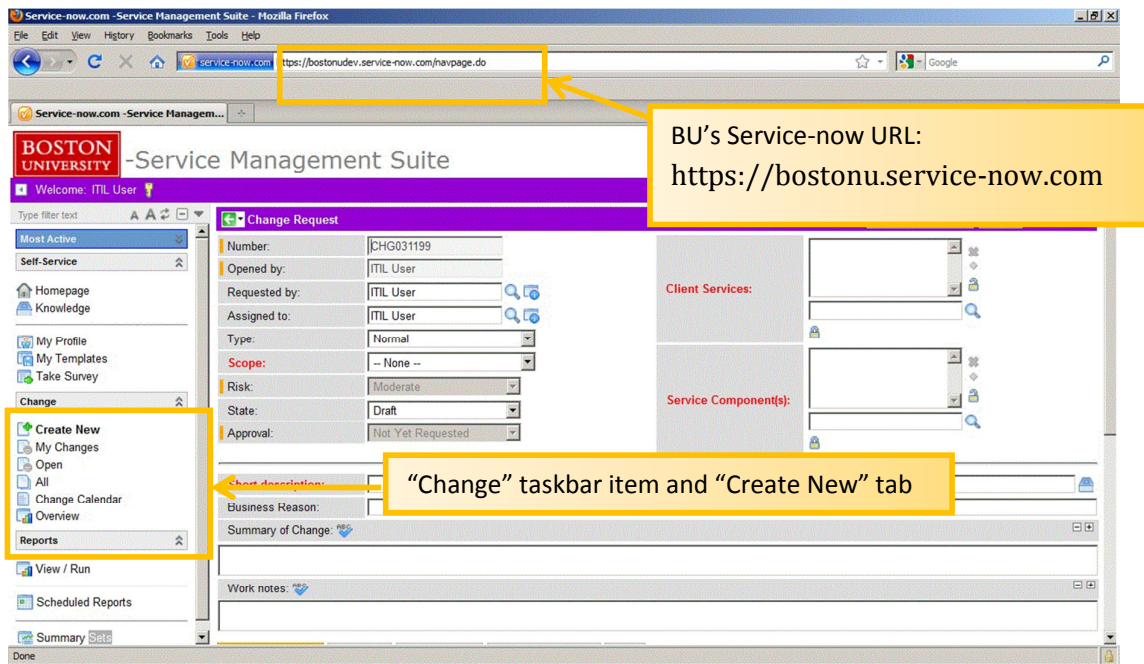 Service-now.com -Service Management Suite - Mozilla Firefox
File Edit View History Bookmarks Tools Help
service-now.com https://bostonudev.service-now.com/navpage.do
Google
Service-now.com -Service Managem...
BU's Service-now URL:
https://bostonu.service-now.com
BOSTON
UNIVERSITY
-Service Management Suite
Welcome: ITIL User
Type filter text A A
Most Active
Self-Service
Homepage
Knowledge
My Profile
My Templates
Take Survey
Change
Create New
My Changes
Open
All
Change Calendar
Overview
Reports
View / Run
Scheduled Reports
Summary Sets
Change Request
Number: CHG031199
Opened by: ITIL User
Requested by: ITIL User
Assigned to: ITIL User
Type: Normal
Scope: -- None --
Risk: Moderate
State: Draft
Approval: Not Yet Requested
Client Services:
Service Component(s):
"Change" taskbar item and "Create New" tab
Short description:
Business Reason:
Summary of Change: ABC
Work notes: ABC
Done